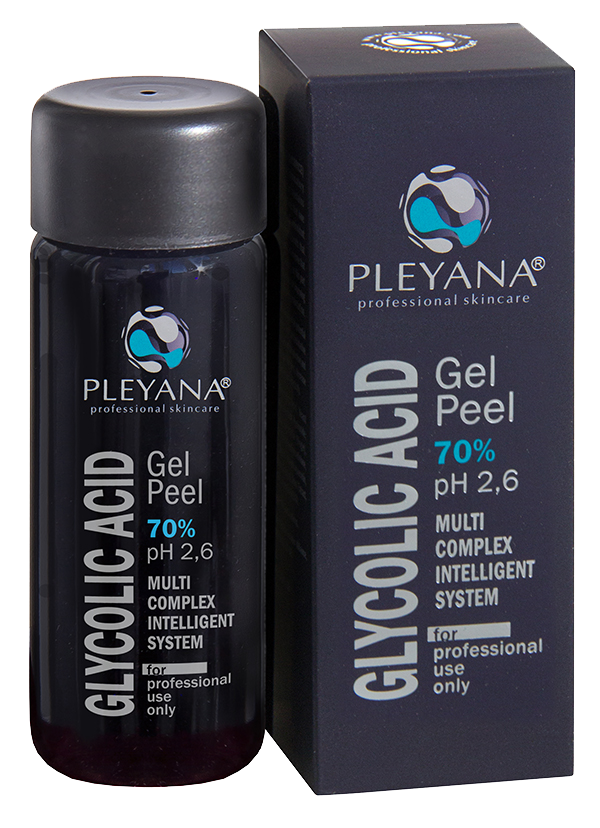 PLEYANA®
professional skincare
GLYCOLIC ACID
Gel
Peel
70%
pH 2,6
MULTI
COMPLEX
INTELLIGENT
SYSTEM
for
professional
use
only
PLEYANA®
professional skincare
GLYCOLIC ACID
Gel
Peel
70%
pH 2,6
MULTI
COMPLEX
INTELLIGENT
SYSTEM
for
professional
use
only